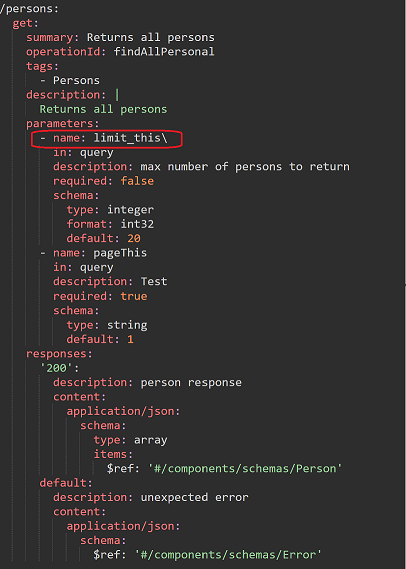 /persons:
  get:
    summary: Returns all persons
    operationId: findAllPersonal
    tags:
      - Persons
    description: |
      Returns all persons
    parameters:
      - name: limit_this\
        in: query
        description: max number of persons to return
        required: false
        schema:
          type: integer
          format: int32
          default: 20
      - name: pageThis
        in: query
        description: Test
        required: true
        schema:
          type: string
          default: 1
    responses:
      '200':
        description: person response
        content:
          application/json:
            schema:
              type: array
              items:
                $ref: '#/components/schemas/Person'
      default:
        description: unexpected error
        content:
          application/json:
            schema:
              $ref: '#/components/schemas/Error'